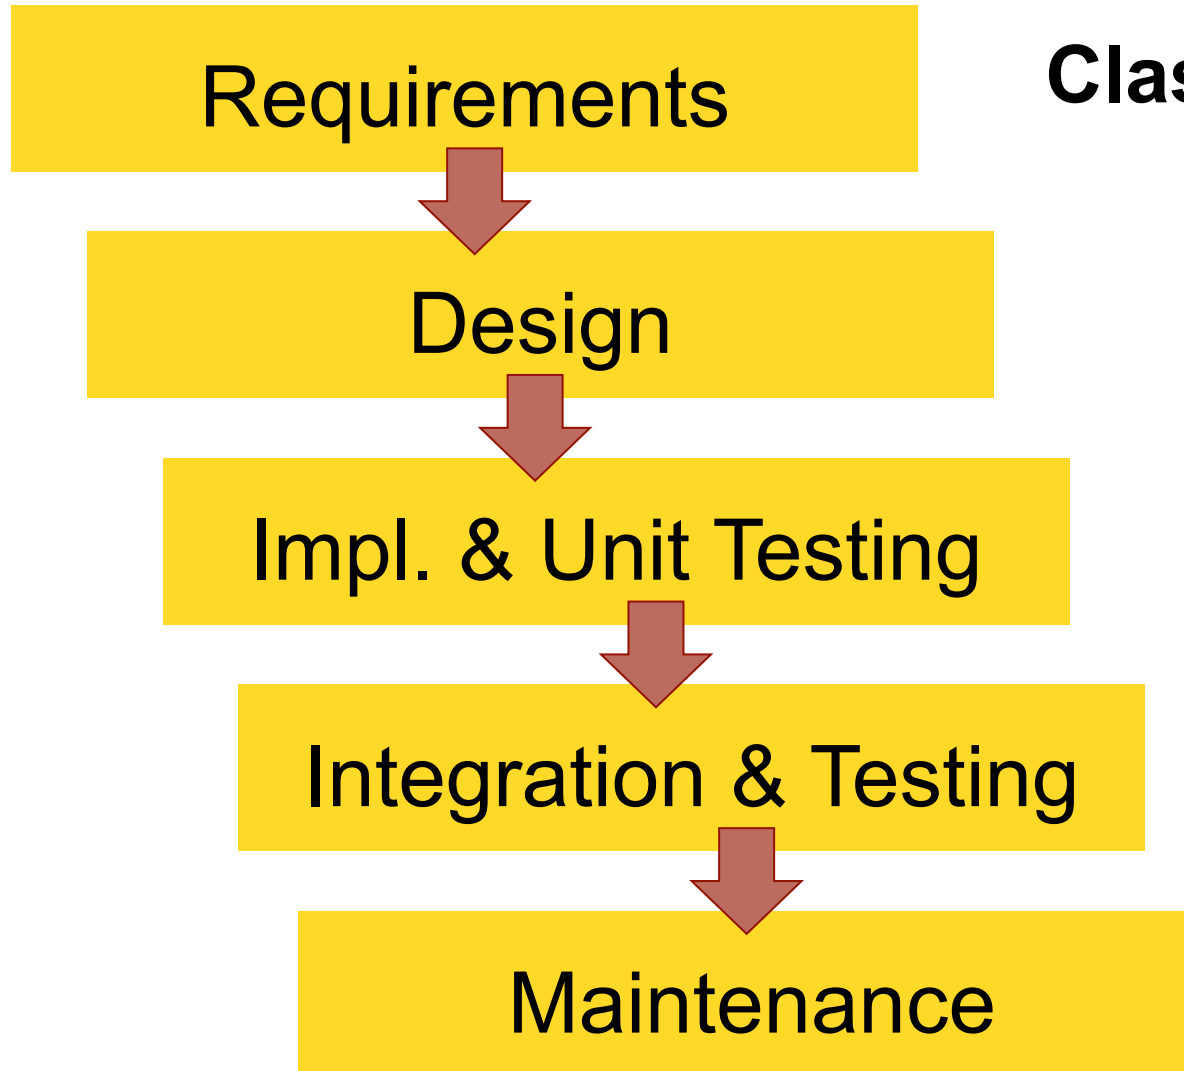 Requirements
Design
Impl. & Unit Testing
Integration & Testing
Maintenance